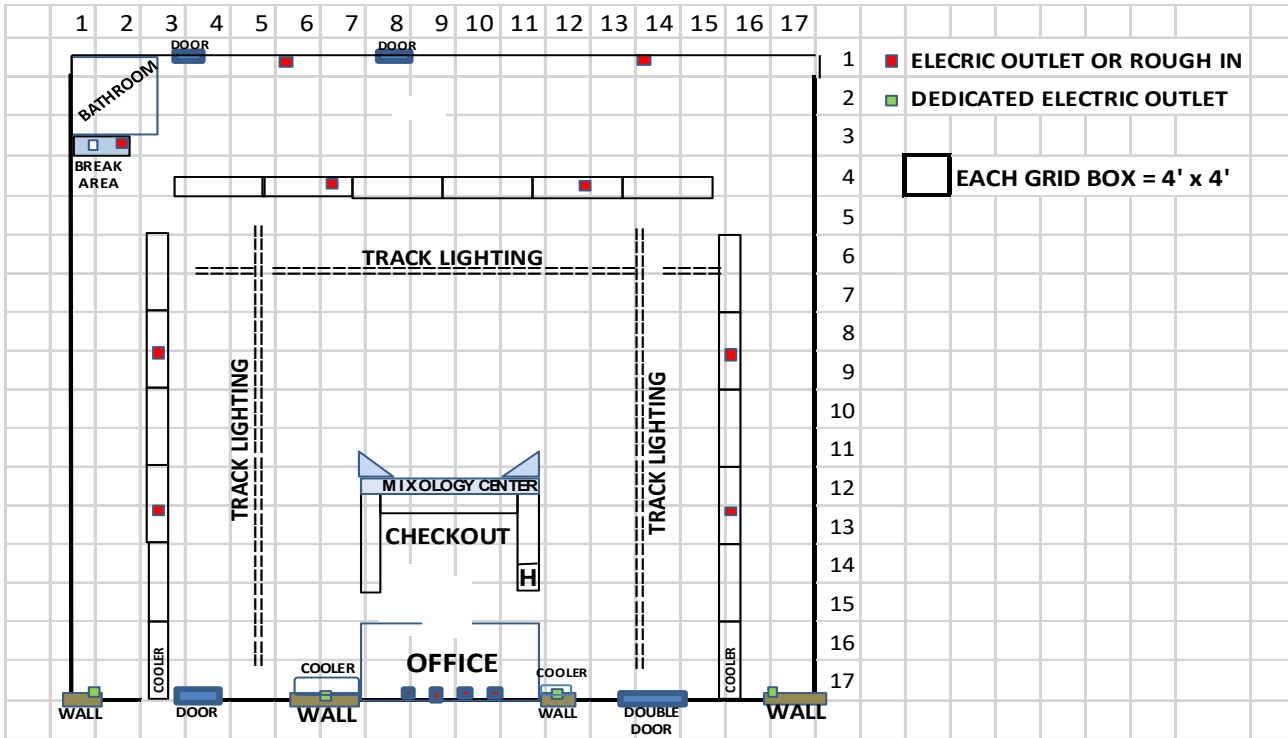 1 2 3 4 5 6 7 8 9 10 11 12 13 14 15 16 17
DOOR DOOR
1 ELECRIC OUTLET OR ROUGH IN
BATHROOM
2 DEDICATED ELECTRIC OUTLET
3
BREAK
AREA
4 EACH GRID BOX = 4' x 4'
5
TRACK LIGHTING
6
7
8
9
TRACK LIGHTING
TRACK LIGHTING
10
11
MIXOLOGY CENTER
12
CHECKOUT
13
H
14
15
16
COOLER
COOLER
OFFICE
COOLER
COOLER
17
WALL
DOOR
WALL
WALL
DOUBLE
DOOR
WALL